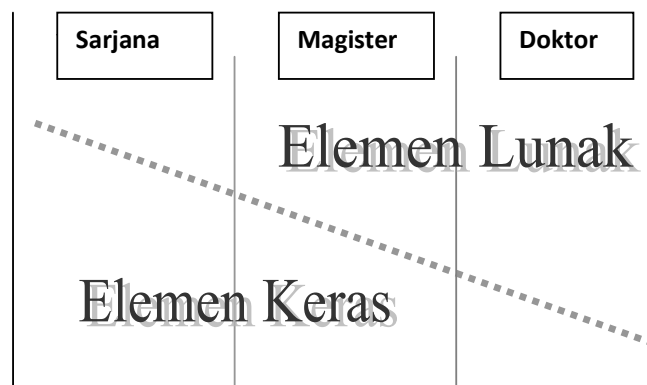 Sarjana
Magister
Doktor
Elemen Lunak
Elemen Keras